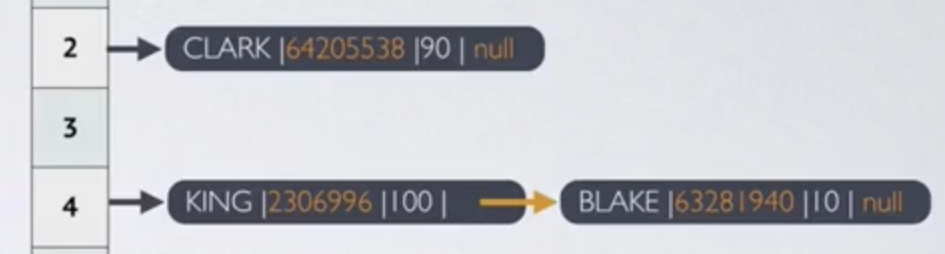 2 CLARK |64205538 |90 | null
3
4 KING |2306996 |100 | BLAKE |63281940 |10 | null